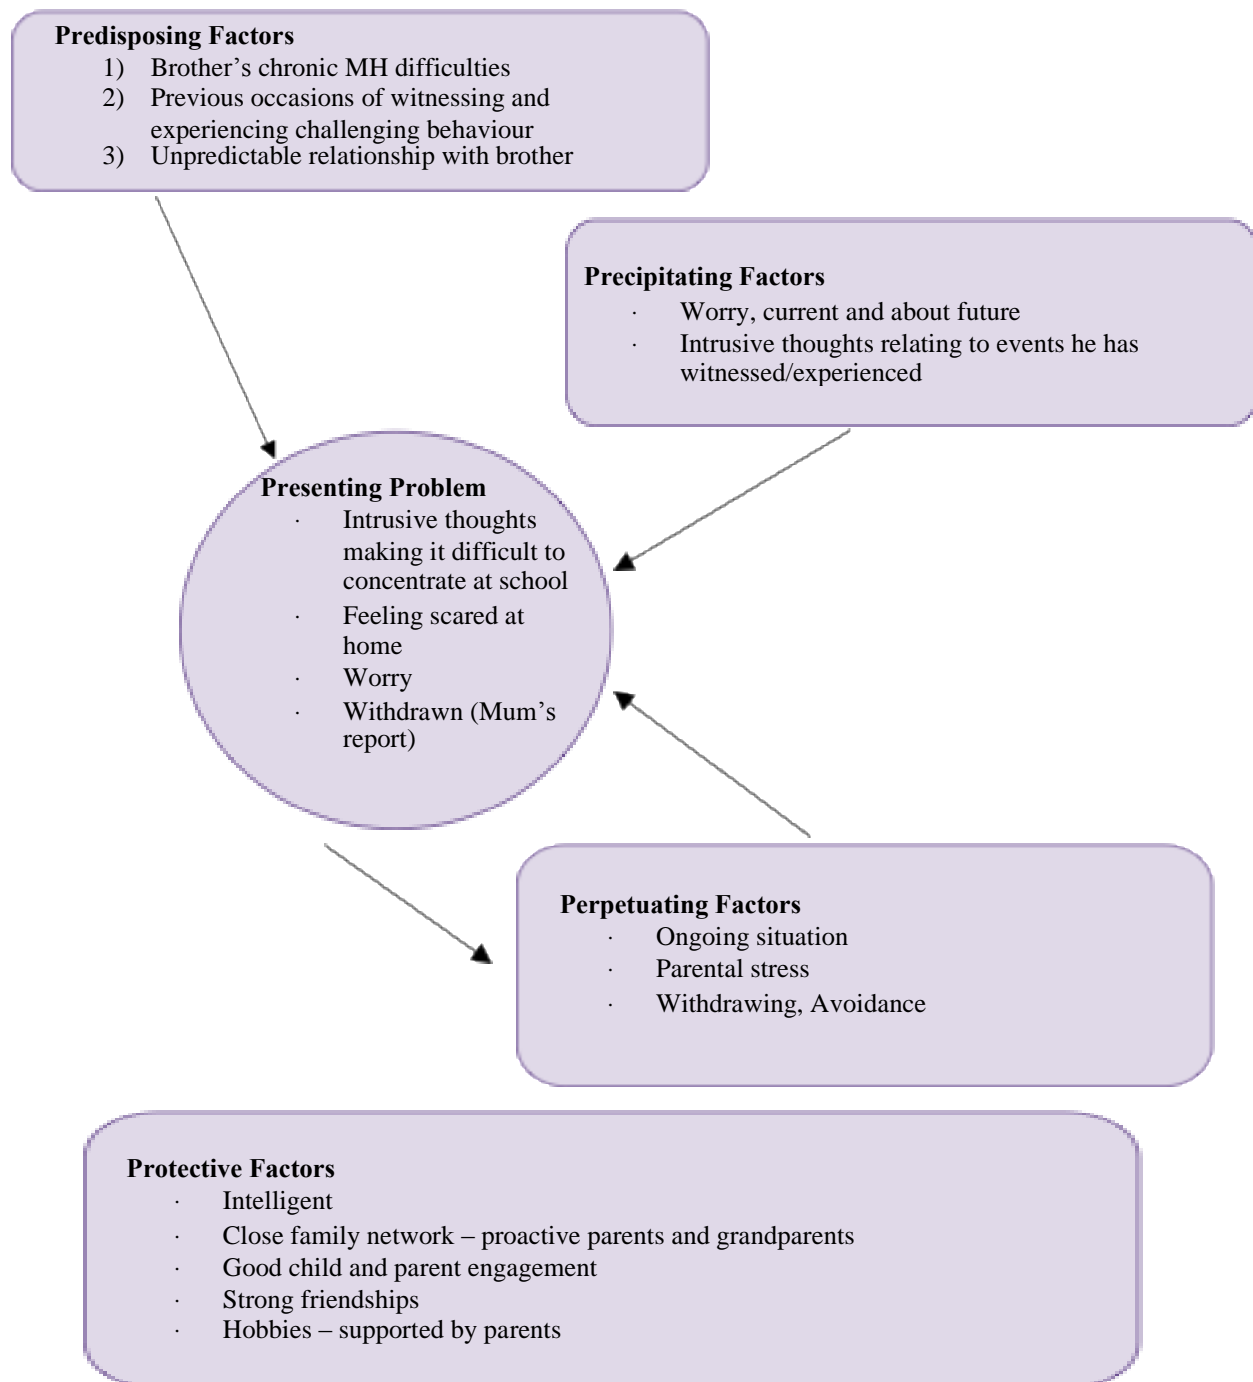 Predisposing Factors
1) Brother’s chronic MH difficulties
2) Previous occasions of witnessing and
experiencing challenging behaviour
3) Unpredictable relationship with brother
Precipitating Factors
· Worry, current and about future
· Intrusive thoughts relating to events he has
witnessed/experienced
Presenting Problem
· Intrusive thoughts
making it difficult to
concentrate at school
· Feeling scared at
home
· Worry
· Withdrawn (Mum’s
report)
Perpetuating Factors
· Ongoing situation
· Parental stress
· Withdrawing, Avoidance
Protective Factors
· Intelligent
· Close family network – proactive parents and grandparents
· Good child and parent engagement
· Strong friendships
· Hobbies – supported by parents